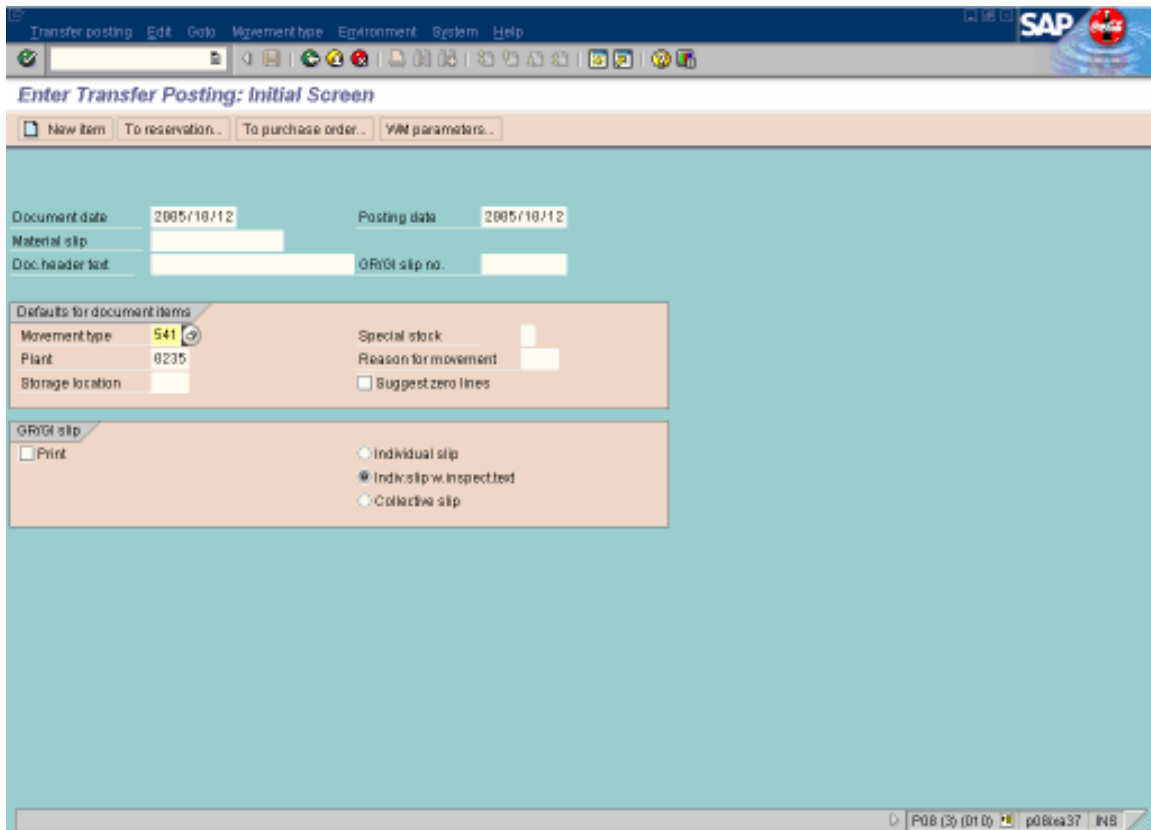 Transfer posting Edit Goto Movement type Environment System Help
SAP
Coca-Cola
Enter Transfer Posting: Initial Screen
New item To reservation... To purchase order... WM parameters...
Document date 2005/10/12 Posting date 2005/10/12
Material slip
Doc.header text GR/GI slip no.
Defaults for document items
Movement type 541 Special stock
Plant 0235 Reason for movement
Storage location Suggest zero lines
GR/GI slip
Print Individual slip
Indiv.slip w.inspect.text
Collective slip
P08 (3) (010) INS